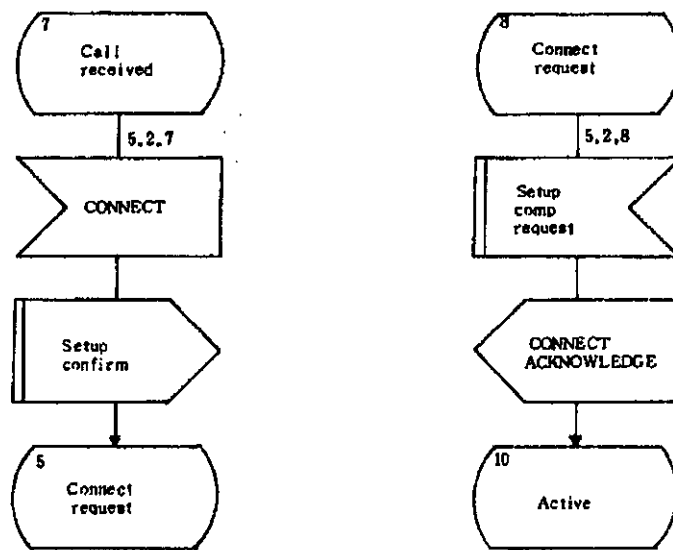 7
Call
received
5.2.7
CONNECT
Setup
confirm
5
Connect
request
8
Connect
request
5,2,8
Setup
comp
request
CONNECT
ACKNOWLEDGE
10
Active